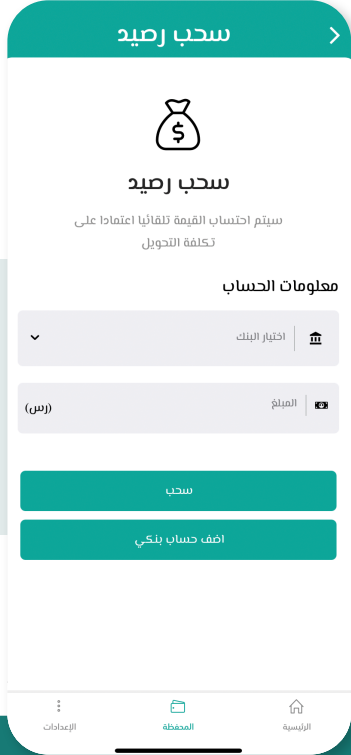 سحب رصيد
$
سحب رصيد
سيتم احتساب القيمة تلقائيا اعتمادا على
تكلفة التحويل
معلومات الحساب
اختيار البنك
المبلغ
(رس)
سحب
اضف حساب بنكي
الرئيسية
المحفظة
الإعدادات